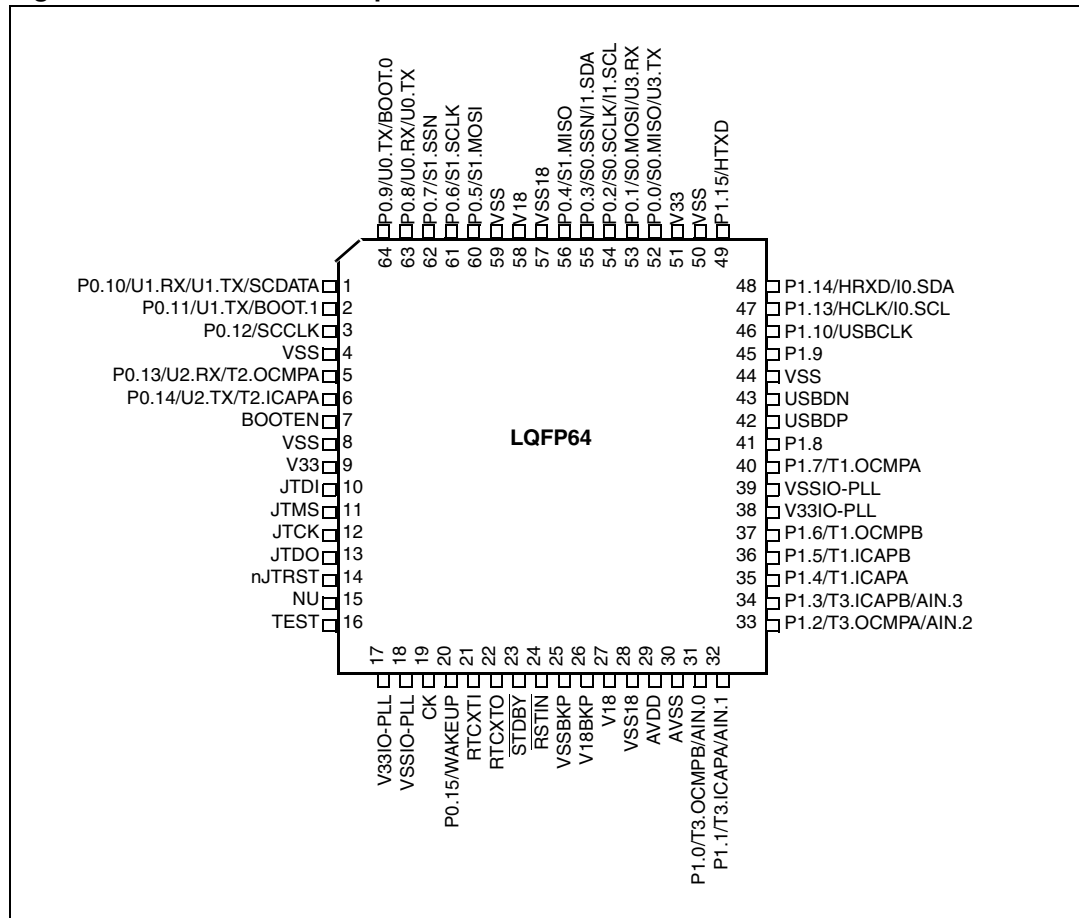 P0.9/U0.TX/BOOT.0
P0.8/U0.RX/U0.TX
P0.7/S1.SSN
P0.6/S1.SCLK
P0.5/S1.MOSI
VSS
V18
VSS18
P0.4/S1.MISO
P0.3/S0.SSN/I1.SDA
P0.2/S0.SCLK/I1.SCL
P0.1/S0.MOSI/U3.RX
P0.0/S0.MISO/U3.TX
V33
VSS
P1.15/HTXD
64 63 62 61 60 59 58 57 56 55 54 53 52 51 50 49
P0.10/U1.RX/U1.TX/SCDATA 1
P0.11/U1.TX/BOOT.1 2
P0.12/SCCLK 3
VSS 4
P0.13/U2.RX/T2.OCMPA 5
P0.14/U2.TX/T2.ICAPA 6
BOOTEN 7
VSS 8
V33 9
JTDI 10
JTMS 11
JTCK 12
JTDO 13
nJTRST 14
NU 15
TEST 16
LQFP64
48 P1.14/HRXD/I0.SDA
47 P1.13/HCLK/I0.SCL
46 P1.10/USBCLK
45 P1.9
44 VSS
43 USBDN
42 USBDP
41 P1.8
40 P1.7/T1.OCMPA
39 VSSIO-PLL
38 V33IO-PLL
37 P1.6/T1.OCMPB
36 P1.5/T1.ICAPB
35 P1.4/T1.ICAPA
34 P1.3/T3.ICAPB/AIN.3
33 P1.2/T3.OCMPA/AIN.2
17 18 19 20 21 22 23 24 25 26 27 28 29 30 31 32
V33IO-PLL
VSSIO-PLL
CK
P0.15/WAKEUP
RTCXTI
RTCXTO
STDBY
RSTIN
VSSBKP
V18BKP
V18
VSS18
AVDD
AVSS
P1.0/T3.OCMPB/AIN.0
P1.1/T3.ICAPA/AIN.1